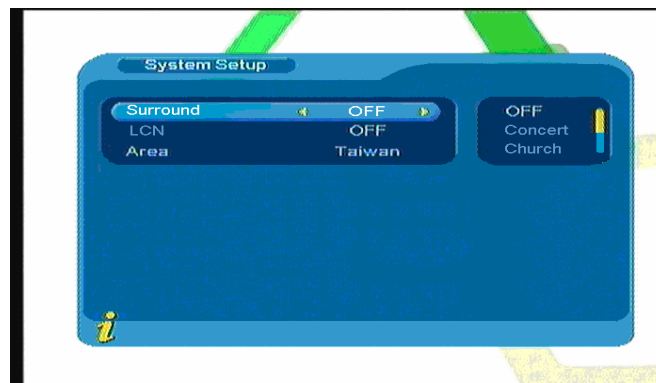 System Setup
Surround OFF
LCN OFF
Area Taiwan
OFF
Concert
Church
i